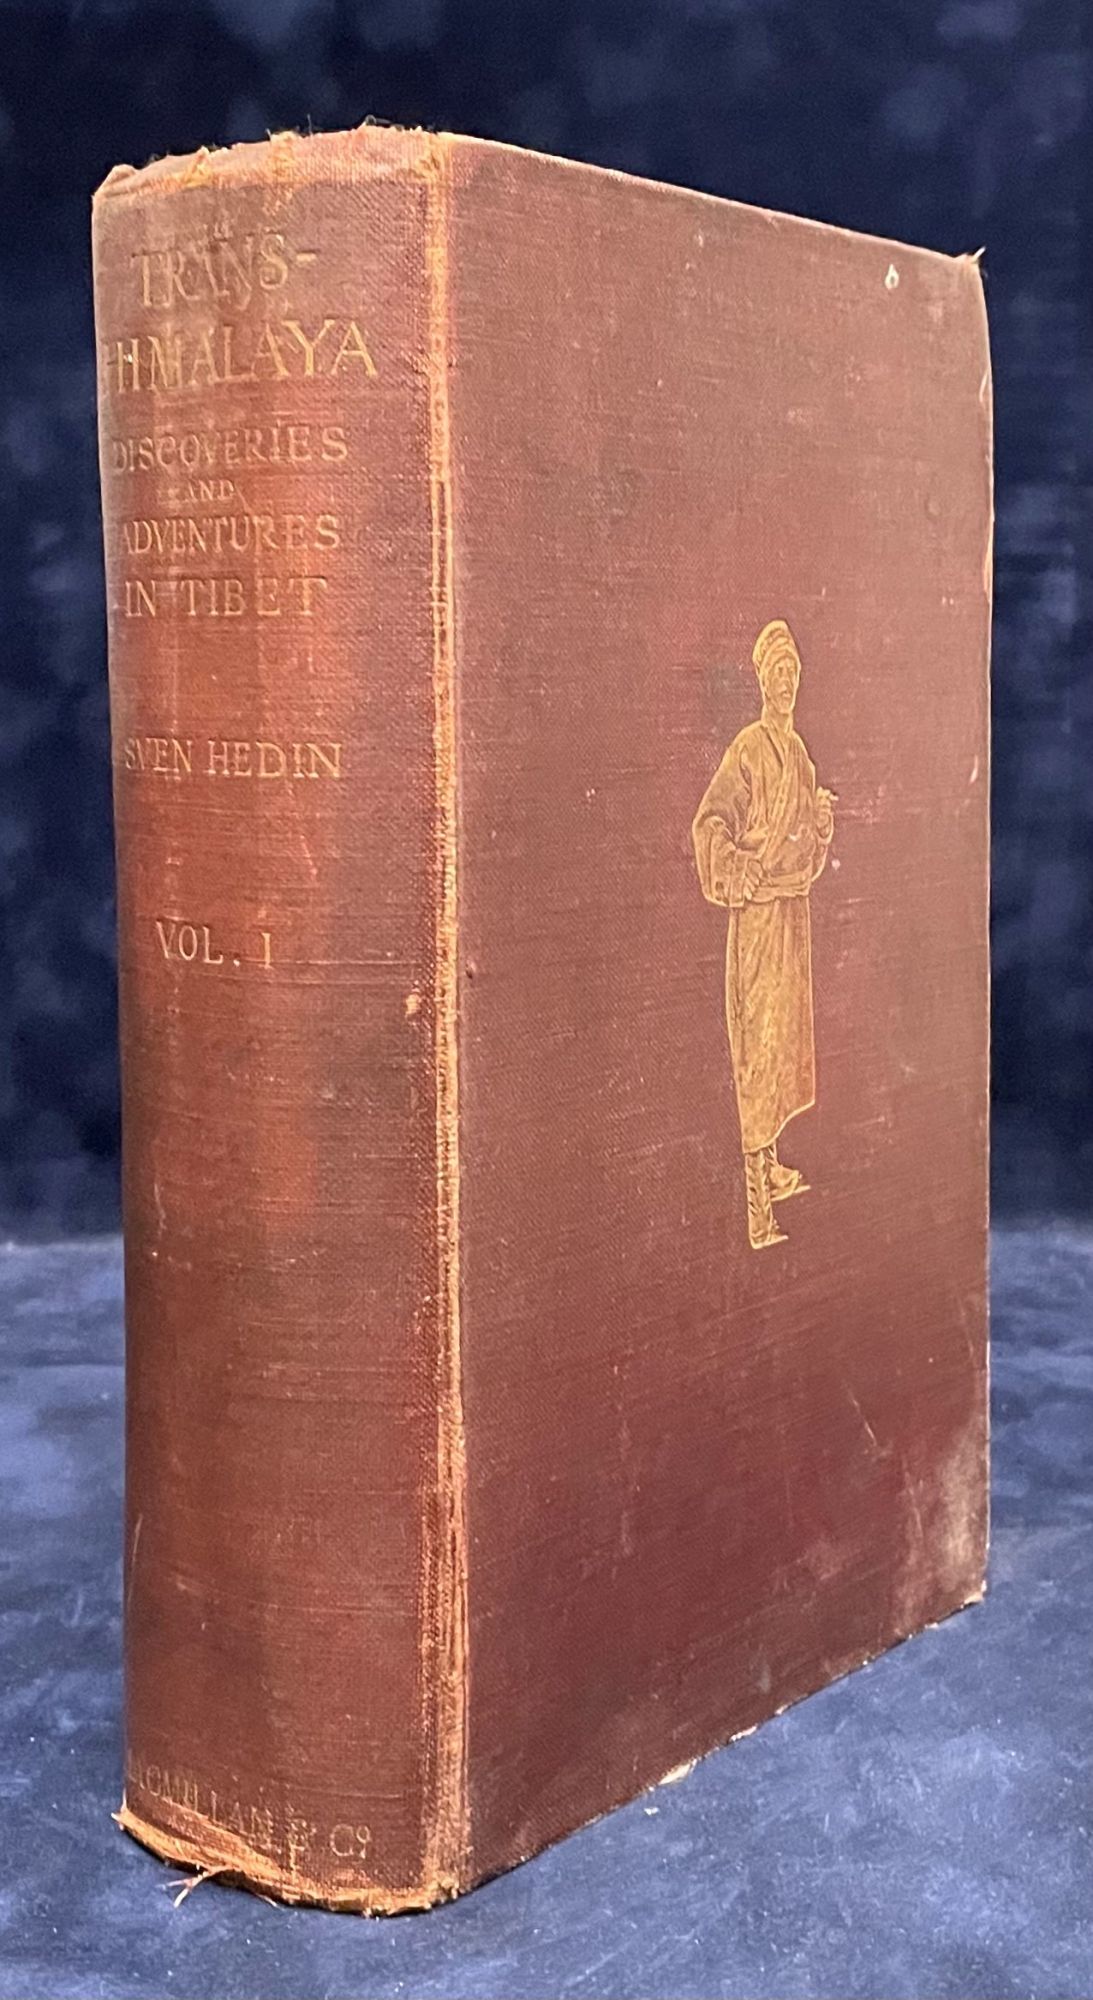 TRANS-
HIMALAYA
DISCOVERIES
AND
ADVENTURES
IN TIBET
SVEN HEDIN
VOL. I
MACMILLAN & Co